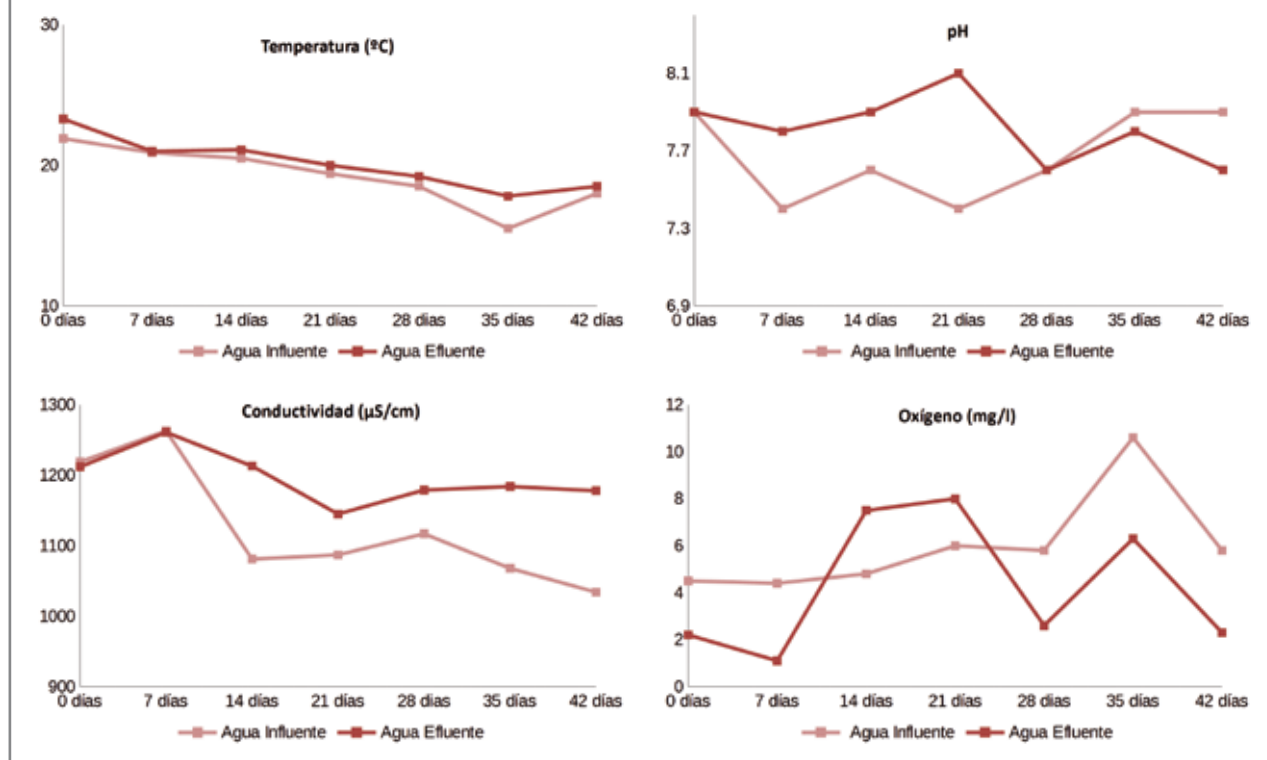 Temperatura (ºC)
30
20
10
0 días 7 días 14 días 21 días 28 días 35 días 42 días
Agua Influente Agua Efluente
pH
8.1
7.7
7.3
6.9
0 días 7 días 14 días 21 días 28 días 35 días 42 días
Agua Influente Agua Efluente
Conductividad (µS/cm)
1300
1200
1100
1000
900
0 días 7 días 14 días 21 días 28 días 35 días 42 días
Agua Influente Agua Efluente
Oxígeno (mg/l)
12
10
8
6
4
2
0
0 días 7 días 14 días 21 días 28 días 35 días 42 días
Agua Influente Agua Efluente